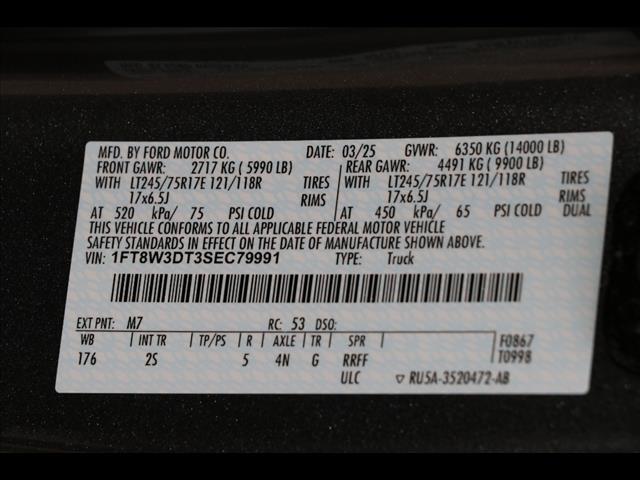 MFD. BY FORD MOTOR CO. DATE: 03/25 GVWR: 6350 KG (14000 LB)
FRONT GAWR: 2717 KG ( 5990 LB) REAR GAWR: 4491 KG ( 9900 LB)
WITH LT245/75R17E 121/118R TIRES WITH LT245/75R17E 121/118R TIRES
17x6.5J RIMS 17x6.5J RIMS
AT 520 kPa/ 75 PSI COLD AT 450 kPa/ 65 PSI COLD DUAL
THIS VEHICLE CONFORMS TO ALL APPLICABLE FEDERAL MOTOR VEHICLE
SAFETY STANDARDS IN EFFECT ON THE DATE OF MANUFACTURE SHOWN ABOVE.
VIN: 1FT8W3DT3SEC79991 TYPE: Truck
EXT PNT: M7 RC: 53 DSO:
WB INT TR TP/PS R AXLE TR SPR F0867
176 2S 5 4N G RRFF T0998
ULC ▽ RU5A-3520472-AB